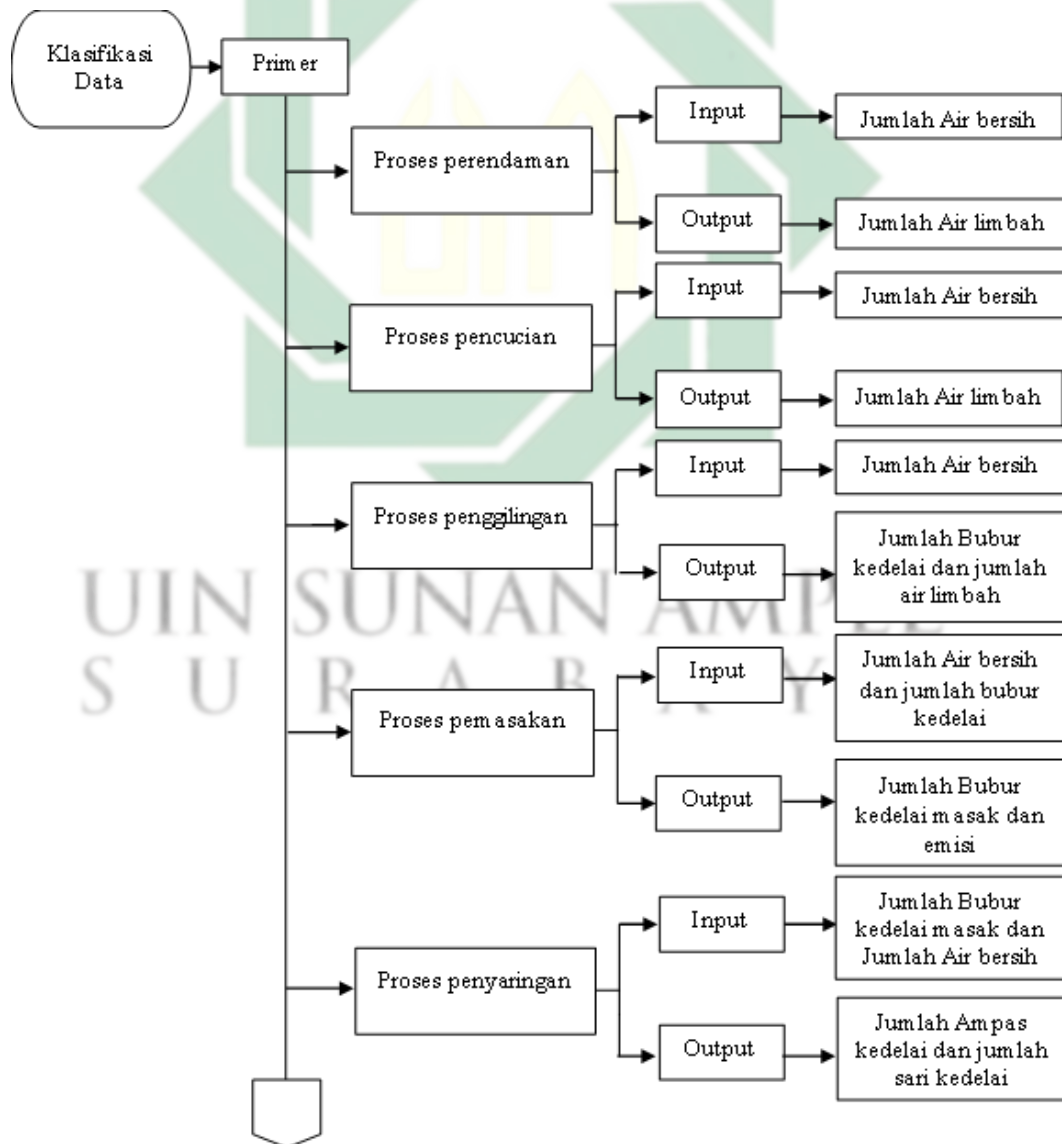 Klasifikasi
Data
Primer
Proses perendaman
Input
Jumlah Air bersih
Output
Jumlah Air limbah
Proses pencucian
Input
Jumlah Air bersih
Output
Jumlah Air limbah
Proses penggilingan
Input
Jumlah Air bersih
Output
Jumlah Bubur
kedelai dan jumlah
air limbah
Proses pemasakan
Input
Jumlah Air bersih
dan jumlah bubur
kedelai
Output
Jumlah Bubur
kedelai masak dan
emisi
Proses penyaringan
Input
Jumlah Bubur
kedelai masak dan
Jumlah Air bersih
Output
Jumlah Ampas
kedelai dan jumlah
sari kedelai
UIN SUNAN AMPEL
S U R A B A Y